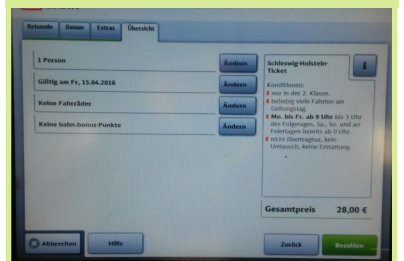 Reisende Datum Extras Übersicht
1 Person Ändern
Gültig am Fr, 15.04.2016 Ändern
Keine Fahrräder Ändern
Keine bahn.bonus-Punkte Ändern
Schleswig-Holstein-
Ticket
i
Konditionen:
nur in der 2. Klasse.
beliebig viele Fahrten am
Geltungstag.
Mo. bis Fr. ab 9 Uhr bis 3 Uhr
des Folgetages, Sa., So. und an
Feiertagen bereits ab 0 Uhr.
nicht übertragbar, kein
Umtausch, keine Erstattung.
Gesamtpreis 28,00 €
Abbrechen Hilfe Zurück Bezahlen